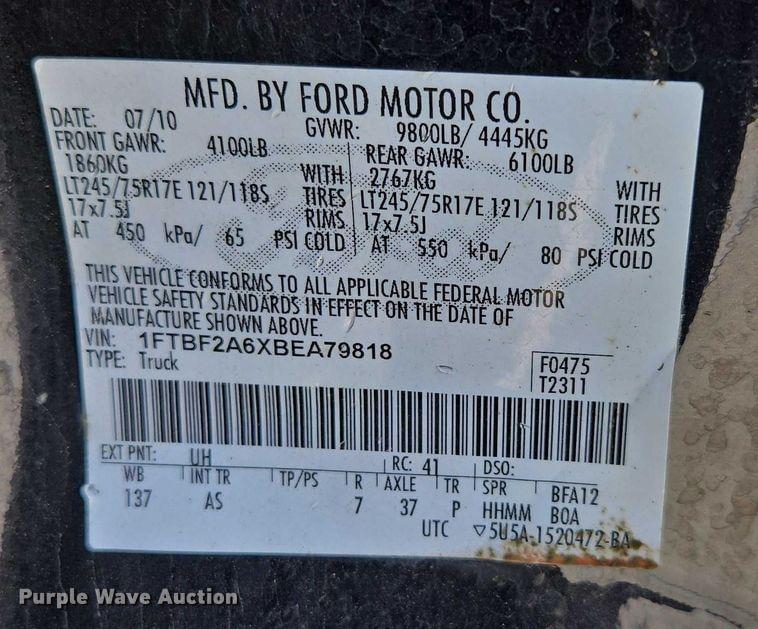 MFD. BY FORD MOTOR CO.
DATE: 07/10 GVWR: 9800LB/ 4445KG
FRONT GAWR: 4100LB REAR GAWR: 6100LB
1860KG WITH 2767KG WITH
LT245/75R17E 121/118S TIRES LT245/75R17E 121/118S TIRES
17x7.5J RIMS 17x7.5J RIMS
AT 450 kPa/ 65 PSI COLD AT 550 kPa/ 80 PSI COLD
THIS VEHICLE CONFORMS TO ALL APPLICABLE FEDERAL MOTOR
VEHICLE SAFETY STANDARDS IN EFFECT ON THE DATE OF
MANUFACTURE SHOWN ABOVE.
VIN: 1FTBF2A6XBEA79818
TYPE: Truck
F0475
T2311
EXT PNT: UH RC: 41 DSO:
WB INT TR TP/PS R AXLE TR SPR BFA12
137 AS 7 37 P HHMM BOA
UTC ▽5U5A-1520472-BA
Purple Wave Auction